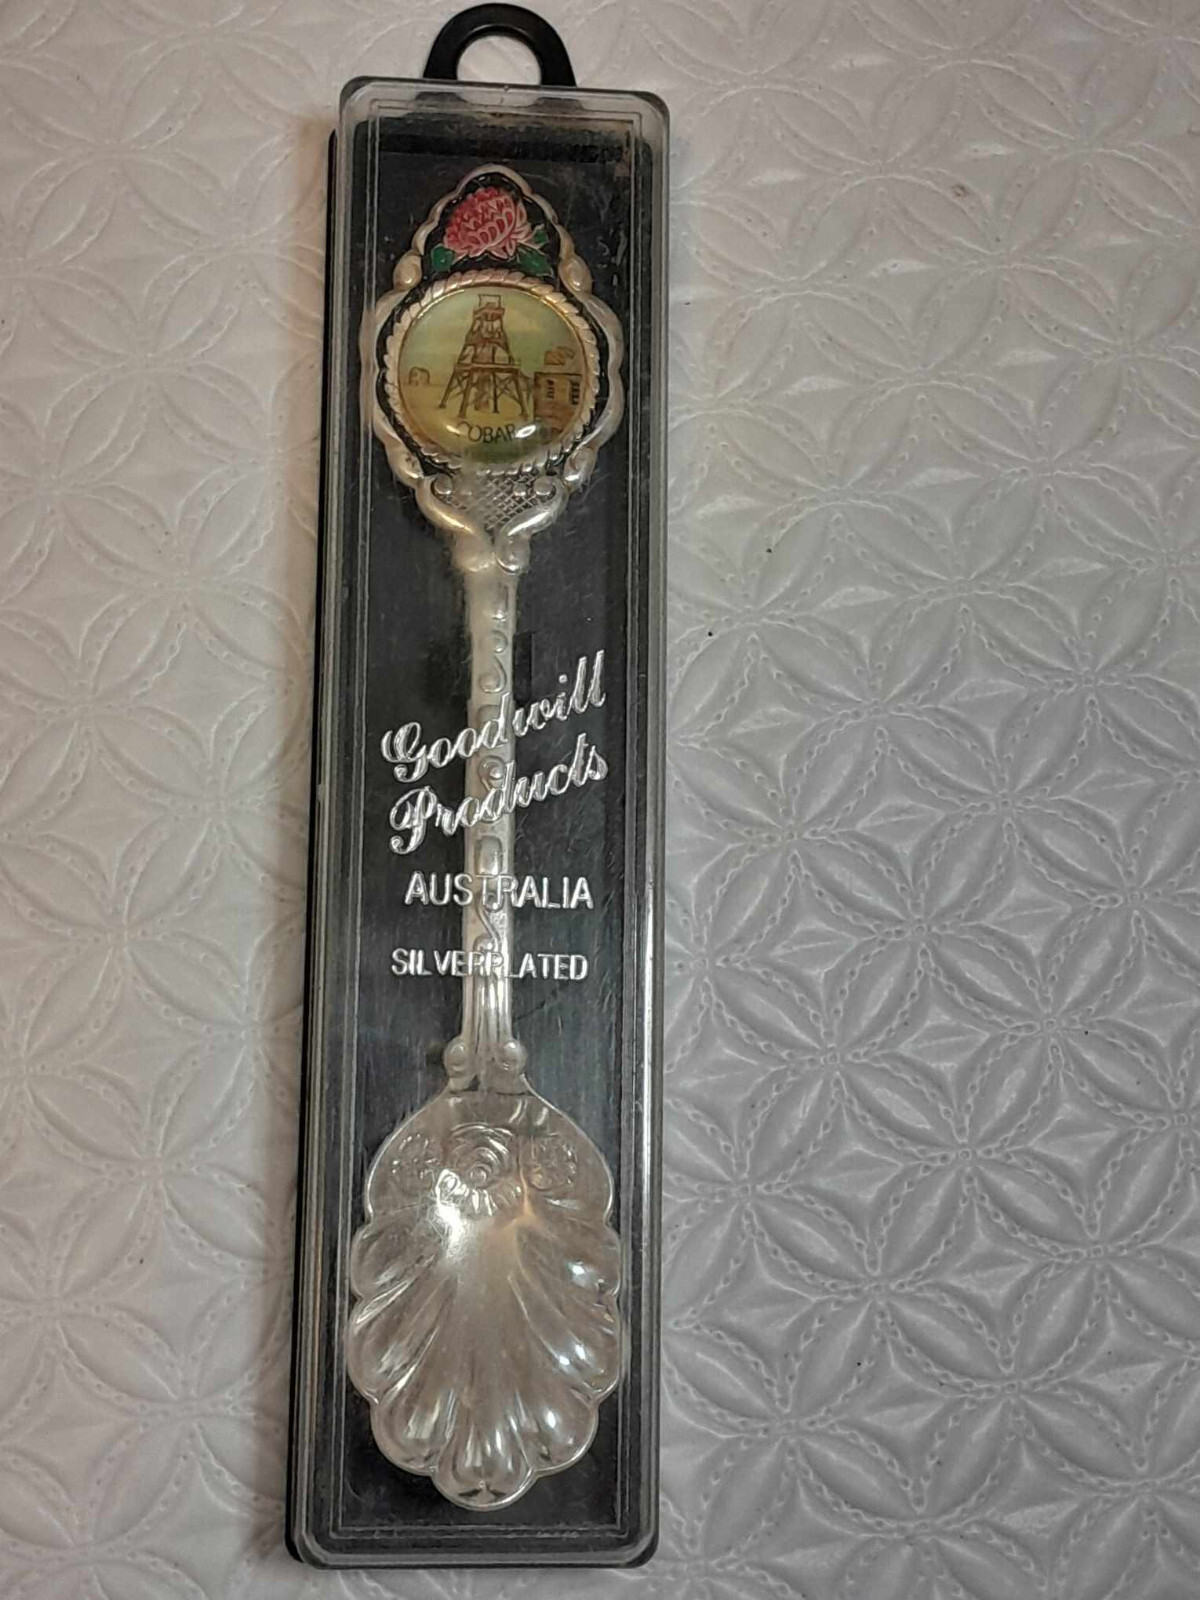 COBAR
Goodwill
Products
AUSTRALIA
SILVERPLATED